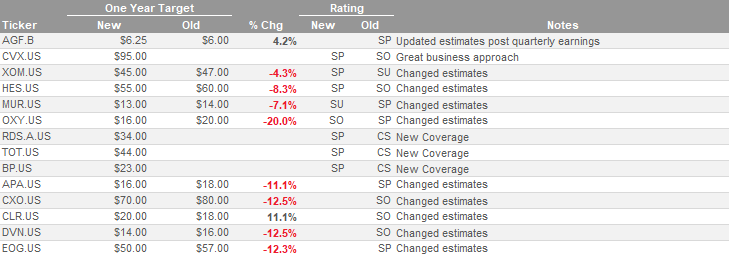 One Year Target Rating
Ticker New Old % Chg New Old Notes
AGF.B $6.25 $6.00 4.2% SP Updated estimates post quarterly earnings
CVX.US $95.00 SP SO Great business approach
XOM.US $45.00 $47.00 -4.3% SP SU Changed estimates
HES.US $55.00 $60.00 -8.3% SP SO Changed estimates
MUR.US $13.00 $14.00 -7.1% SU SP Changed estimates
OXY.US $16.00 $20.00 -20.0% SO SP Changed estimates
RDS.A.US $34.00 SP CS New Coverage
TOT.US $44.00 SP CS New Coverage
BP.US $23.00 SP CS New Coverage
APA.US $16.00 $18.00 -11.1% SP Changed estimates
CXO.US $70.00 $80.00 -12.5% SO Changed estimates
CLR.US $20.00 $18.00 11.1% SO Changed estimates
DVN.US $14.00 $16.00 -12.5% SO Changed estimates
EOG.US $50.00 $57.00 -12.3% SP Changed estimates